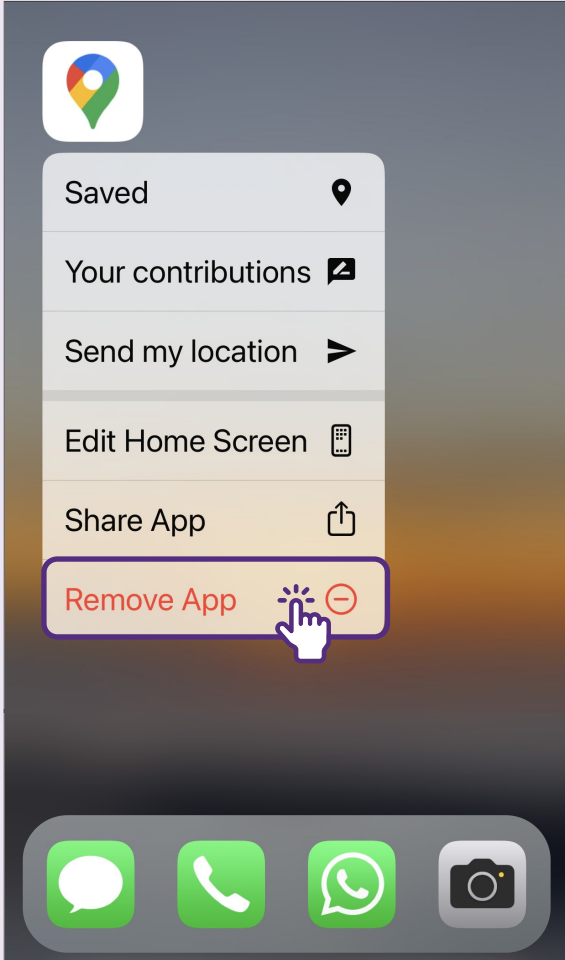 Saved
Your contributions
Send my location
Edit Home Screen
Share App
Remove App